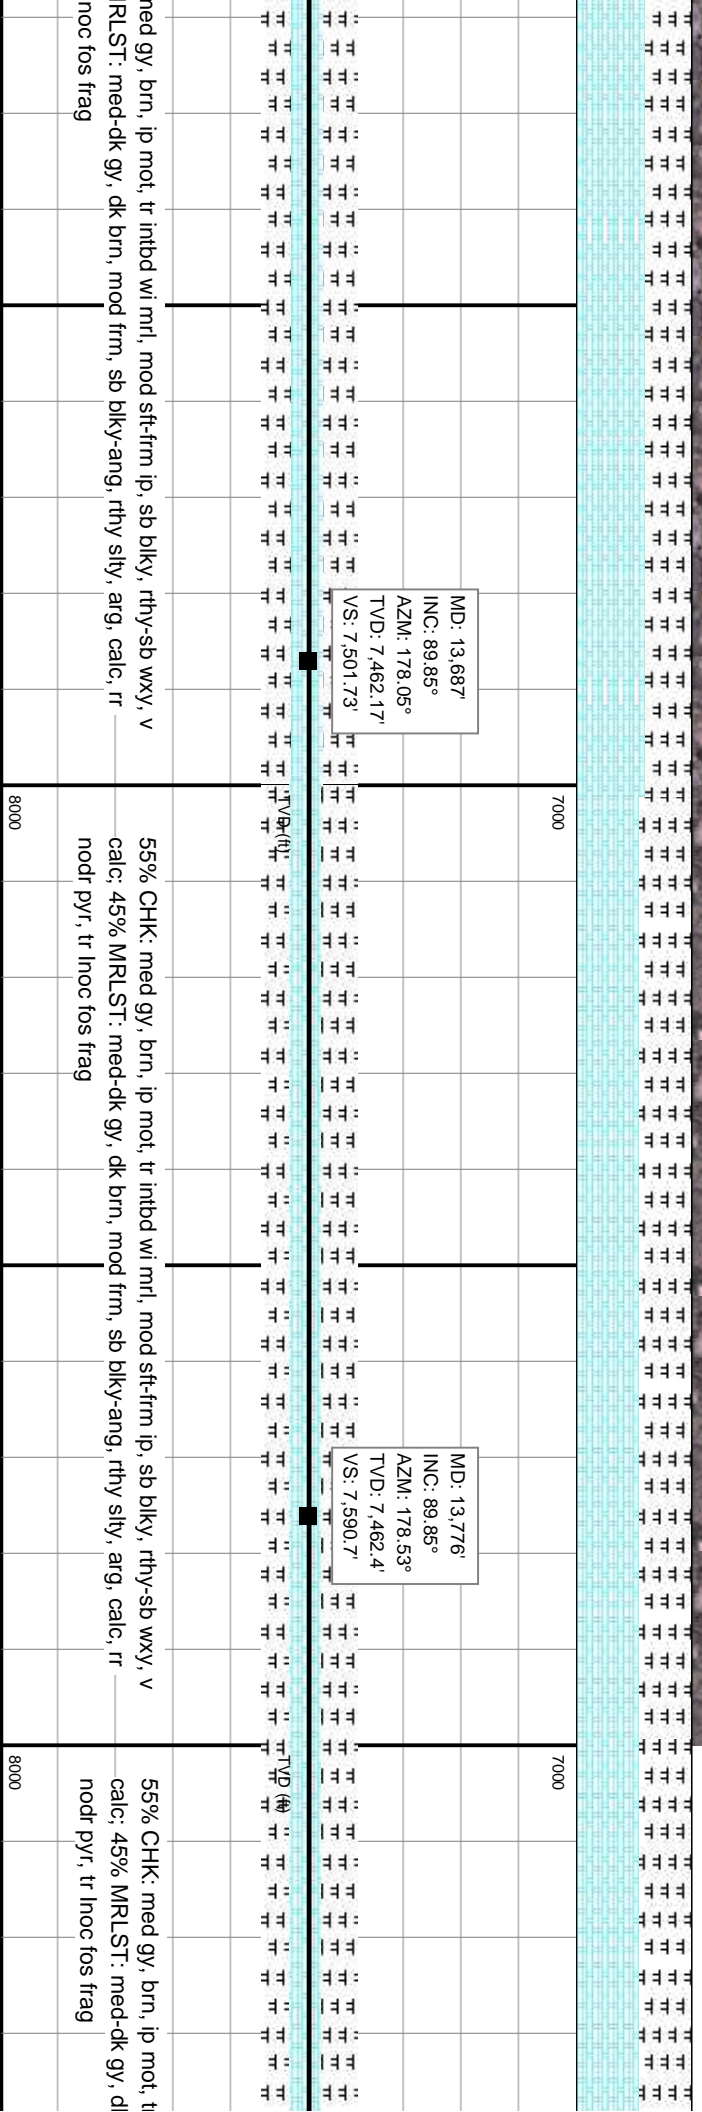 med gy, brn, ip mot, tr intbd wi mrl, mod sft-frm ip, sb blky, rthy-sb wxy, v
MRLST: med-dk gy, dk brn, mod frm, sb blky-ang, rthy slty, arg, calc, rr
noc fos frag
MD: 13,687'
INC: 89.85°
AZM: 178.05°
TVD: 7,462.17'
VS: 7,501.73'
7000
TVD (ft)
8000
55% CHK: med gy, brn, ip mot, tr intbd wi mrl, mod sft-frm ip, sb blky, rthy-sb wxy, v
calc; 45% MRLST: med-dk gy, dk brn, mod frm, sb blky-ang, rthy slty, arg, calc, rr
nodr pyr, tr Inoc fos frag
MD: 13,776'
INC: 89.85°
AZM: 178.53°
TVD: 7,462.4'
VS: 7,590.7'
7000
TVD (ft)
8000
55% CHK: med gy, brn, ip mot,
calc; 45% MRLST: med-dk gy,
nodr pyr, tr Inoc fos frag